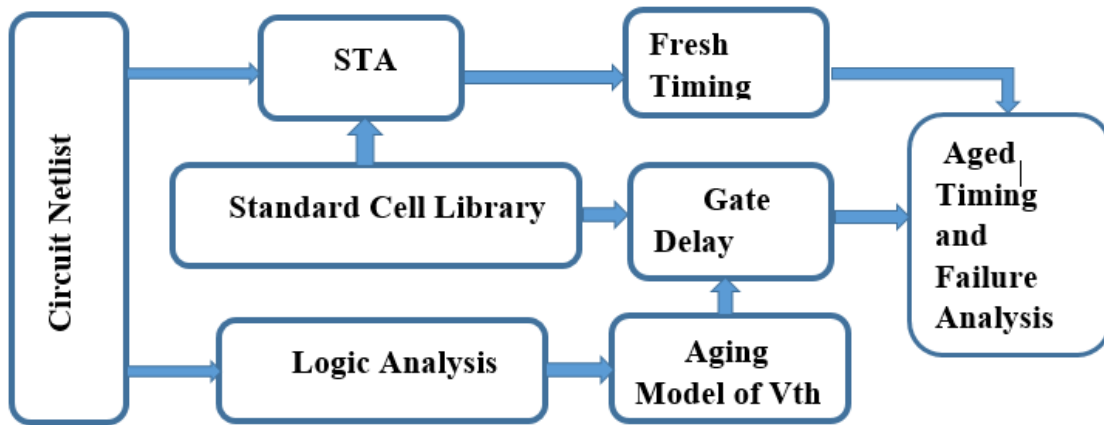 Circuit Netlist
STA
Fresh
Timing
Standard Cell Library
Gate
Delay
Logic Analysis
Aging
Model of Vth
Aged
Timing
and
Failure
Analysis